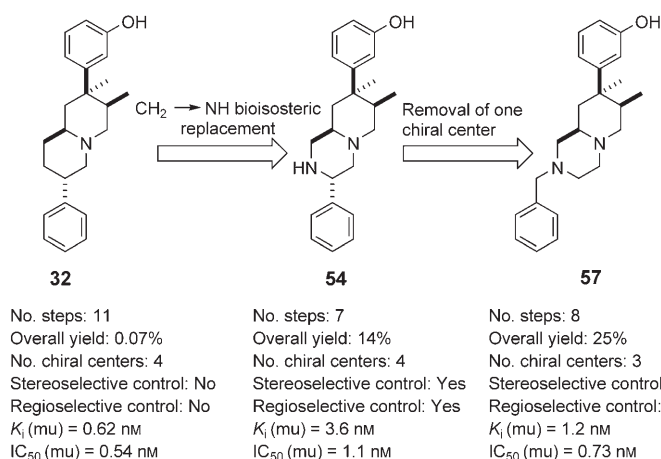 OH
OH
OH
CH2 → NH bioisosteric
replacement
Removal of one
chiral center
N
N
N
HN
N
32
54
57
No. steps: 11
Overall yield: 0.07%
No. chiral centers: 4
Stereoselective control: No
Regioselective control: No
Ki (mu) = 0.62 nM
IC50 (mu) = 0.54 nM
No. steps: 7
Overall yield: 14%
No. chiral centers: 4
Stereoselective control: Yes
Regioselective control: Yes
Ki (mu) = 3.6 nM
IC50 (mu) = 1.1 nM
No. steps: 8
Overall yield: 25%
No. chiral centers: 3
Stereoselective control
Regioselective control:
Ki (mu) = 1.2 nM
IC50 (mu) = 0.73 nM